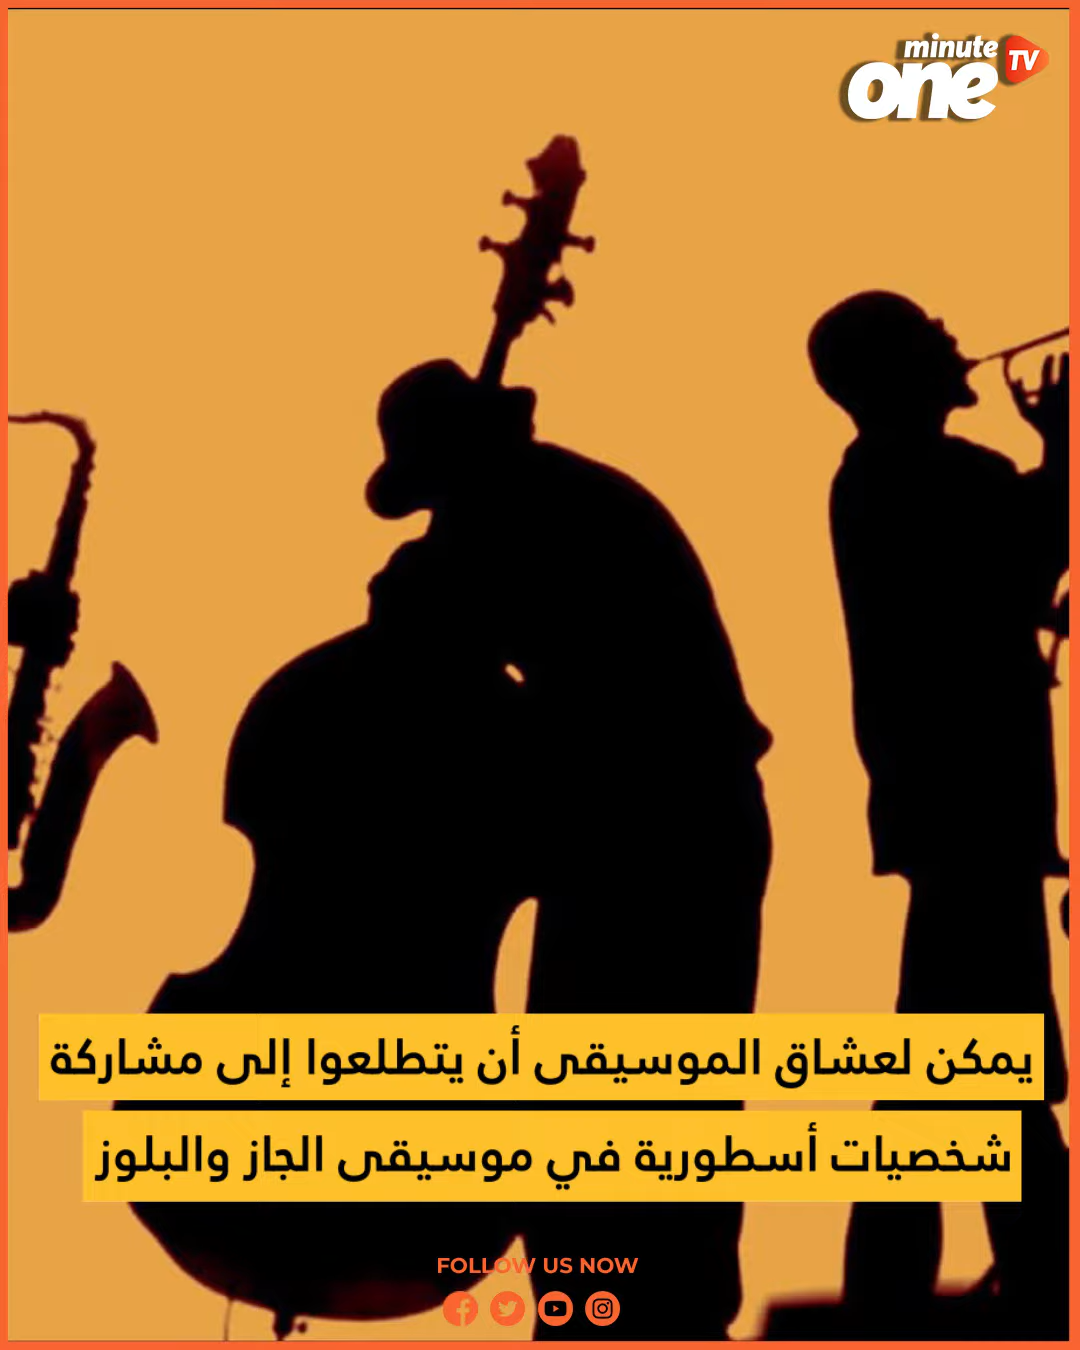 minute
one TV
يمكن لعشاق الموسيقى أن يتطلعوا إلى مشاركة
شخصيات أسطورية في موسيقى الجاز والبلوز
FOLLOW US NOW